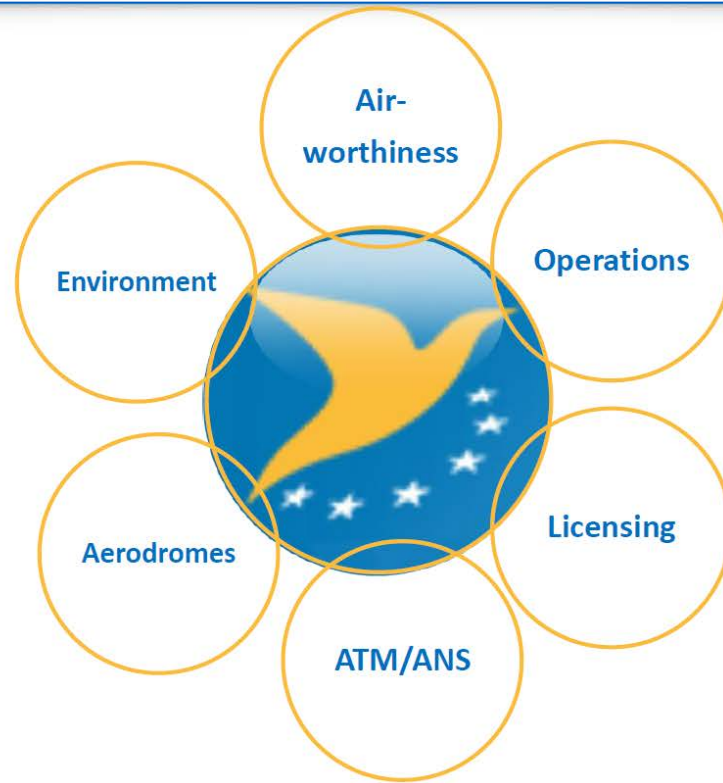 Air-
worthiness
Operations
Environment
Licensing
Aerodromes
ATM/ANS